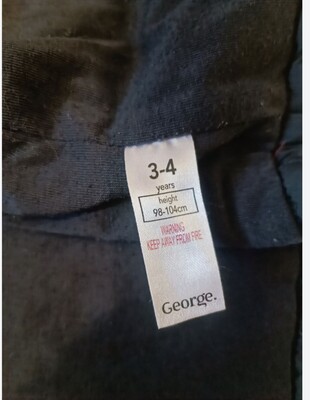 3-4
years
height
98-104cm
WARNING
KEEP AWAY FROM FIRE
George.